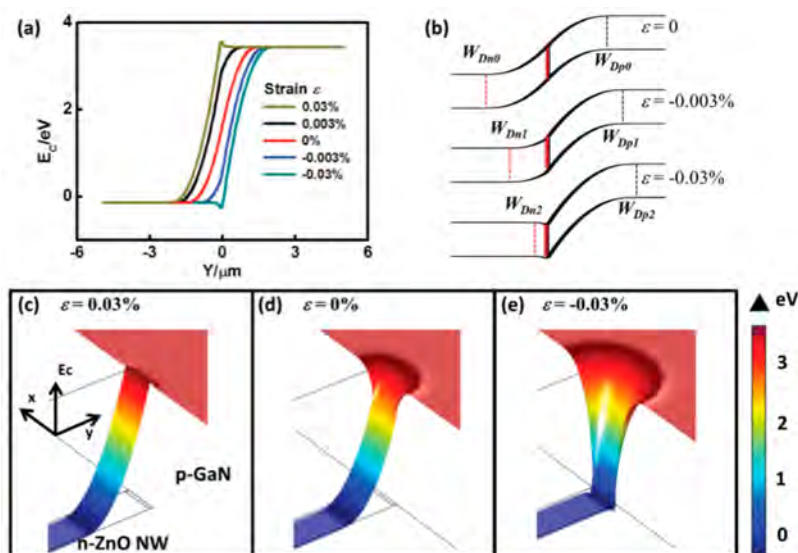 (a)
4
2
0
E_C/eV
Strain ε
0.03%
0.003%
0%
-0.003%
-0.03%
-6
-3
0
3
6
Y/μm
(b)
ε = 0
W_Dn0
W_Dp0
ε = -0.003%
W_Dn1
W_Dp1
ε = -0.03%
W_Dn2
W_Dp2
(c) ε = 0.03%
Ec
x
y
p-GaN
n-ZnO NW
(d) ε = 0%
(e) ε = -0.03%
eV
3
2
1
0